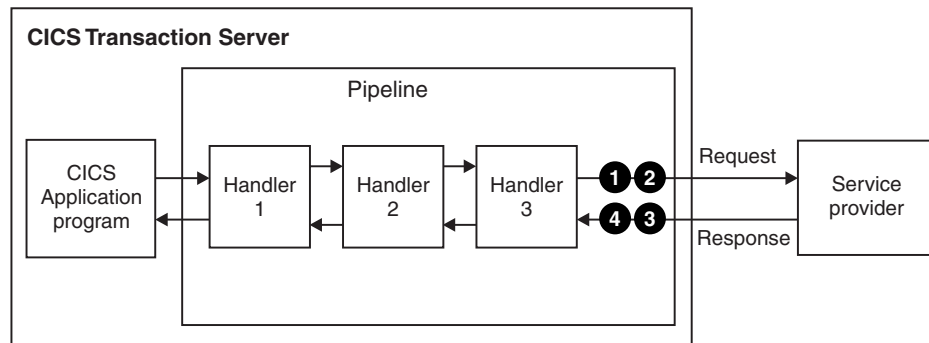 CICS Transaction Server
Pipeline
CICS
Application
program
Handler
1
Handler
2
Handler
3
1 2
4 3
Request
Response
Service
provider